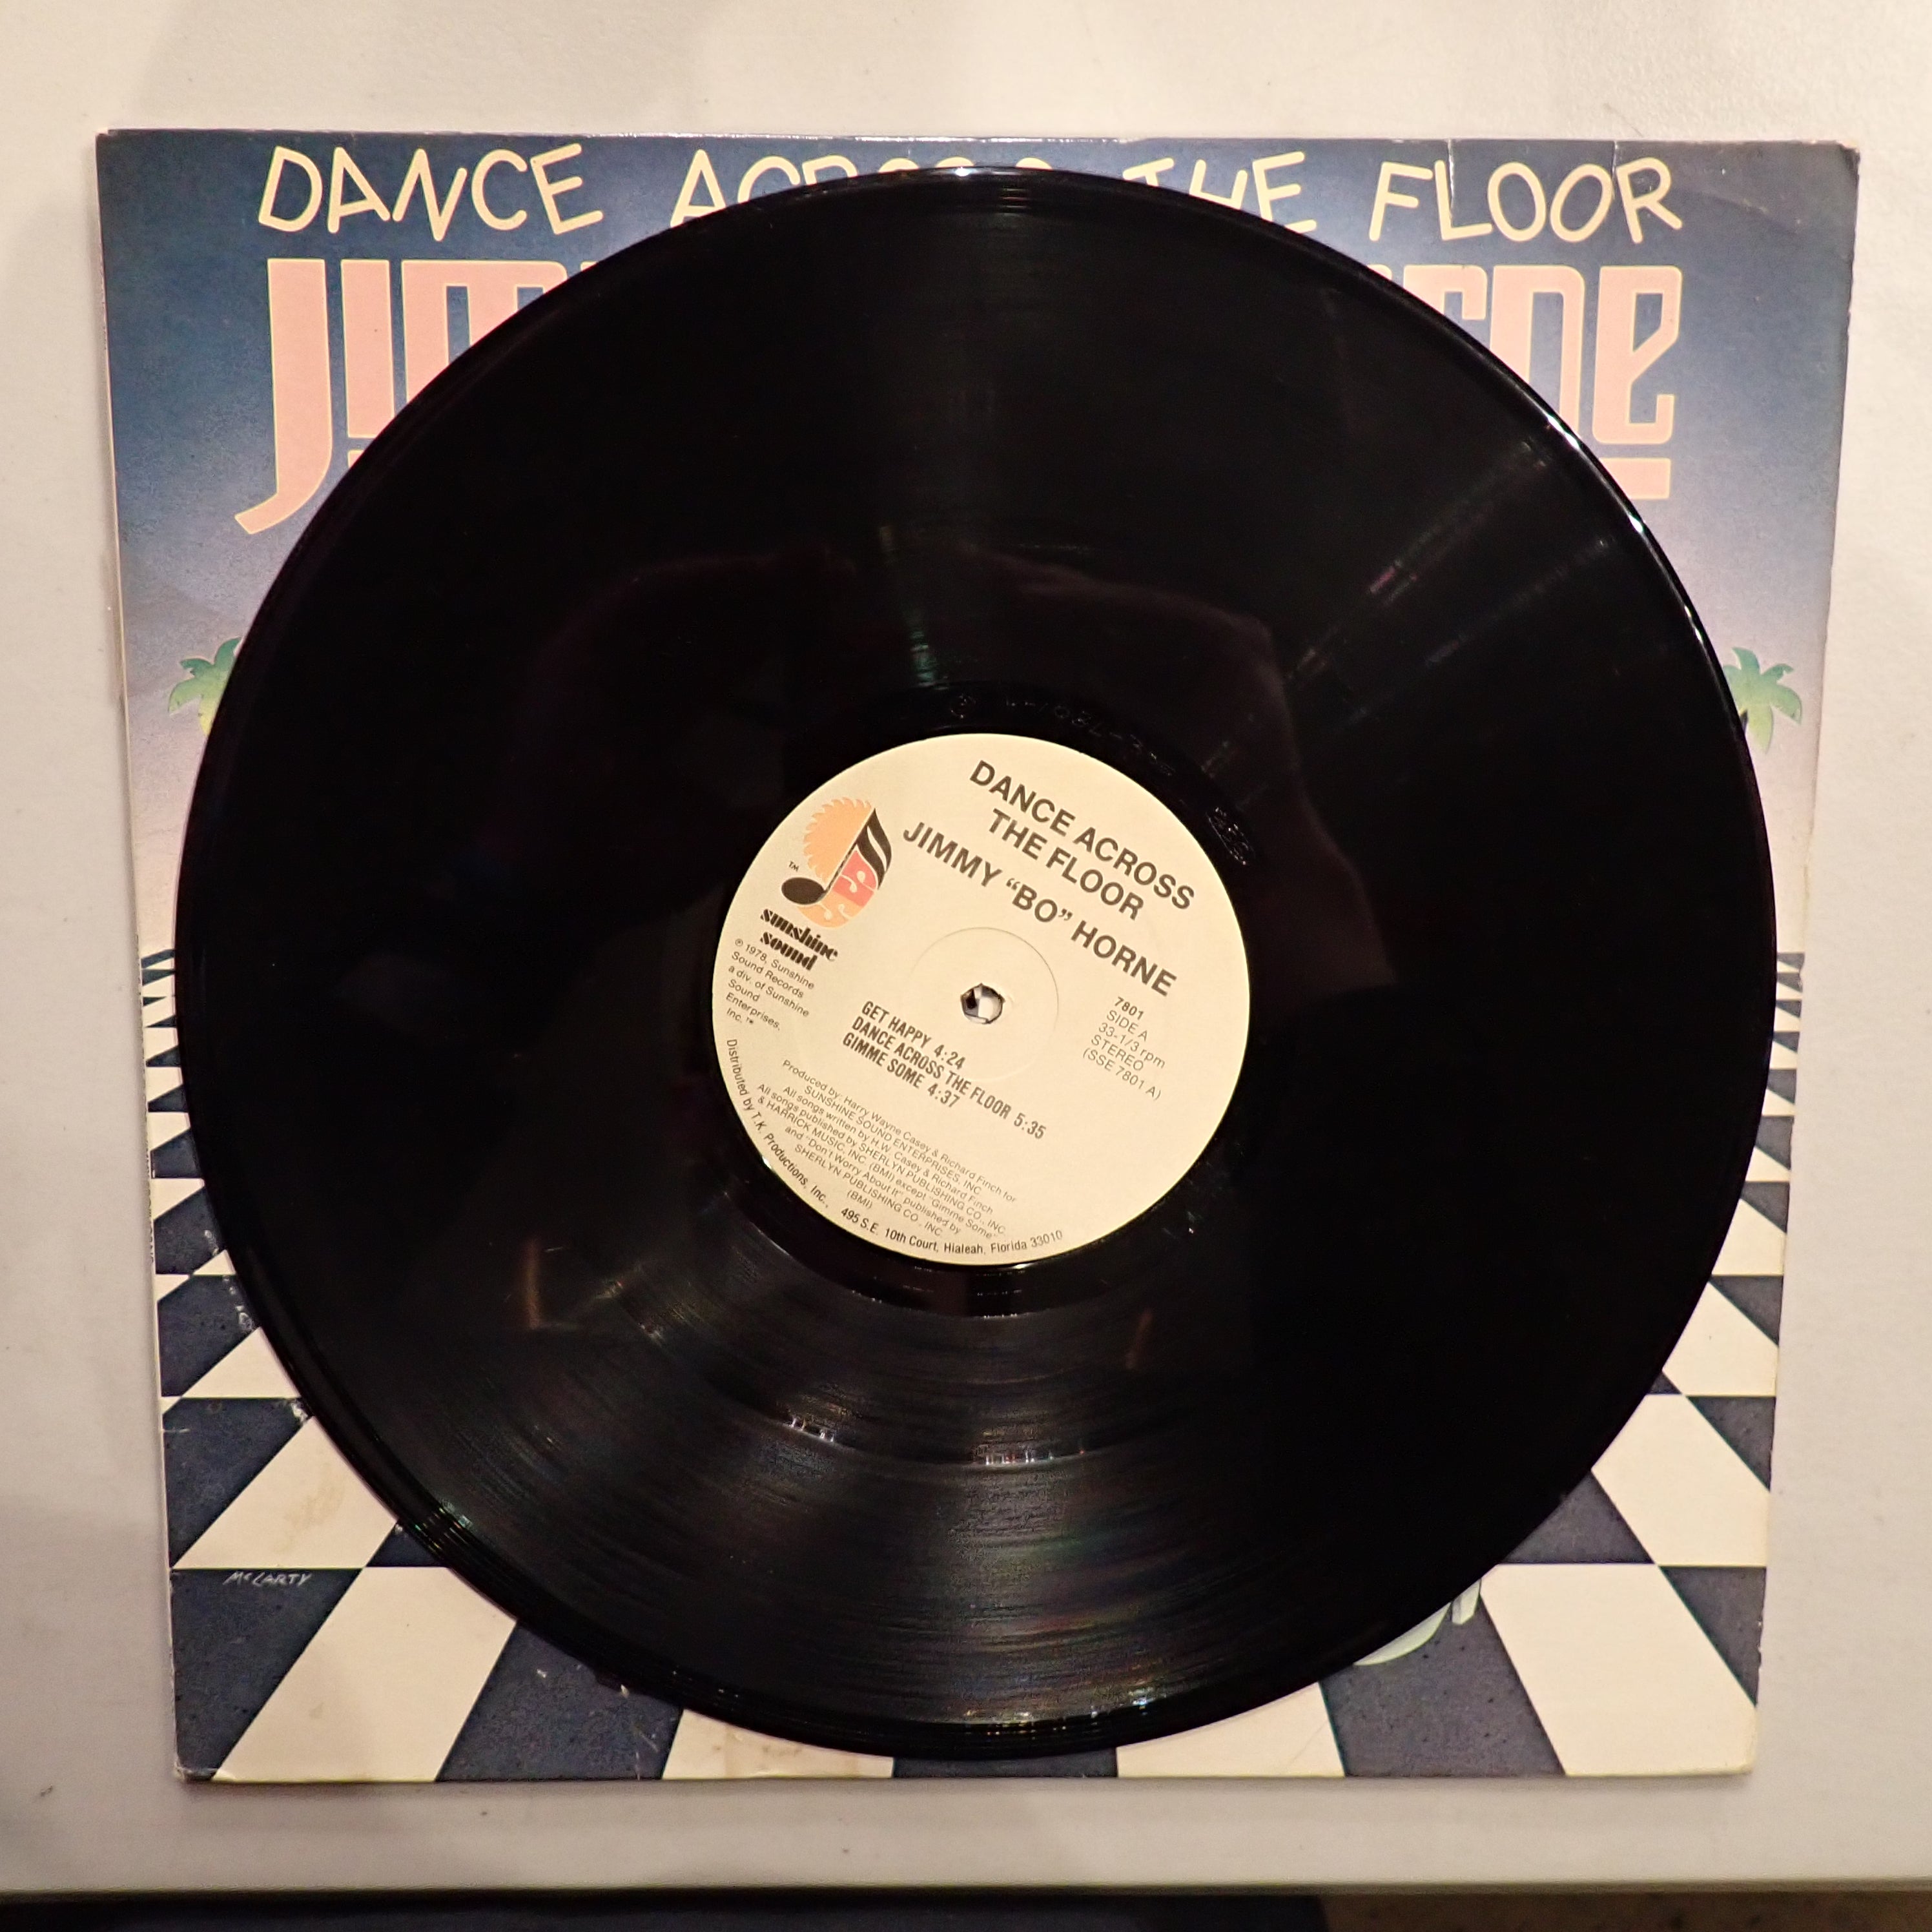 DANCE ACROSS THE FLOOR
McCARTY
DANCE ACROSS
THE FLOOR
JIMMY “BO” HORNE
TM
sunshine
sound
℗ 1978, Sunshine
Sound Records
a div. of Sunshine
Sound
Enterprises,
Inc.
7801
SIDE A
33-1/3 rpm
STEREO
(SSE 7801 A)
GET HAPPY 4:24
DANCE ACROSS THE FLOOR 5:35
GIMME SOME 4:37
Produced by: Harry Wayne Casey & Richard Finch for
SUNSHINE SOUND ENTERPRISES, INC.
All songs written by H.W. Casey & Richard Finch
All songs published by SHERLYN PUBLISHING CO., INC.
& HARRICK MUSIC, INC. (BMI) except “Gimme Some”
and “Don't Worry About It” published by
SHERLYN PUBLISHING CO., INC.
(BMI)
Distributed by T.K. Productions, Inc., 495 S.E. 10th Court, Hialeah, Florida 33010